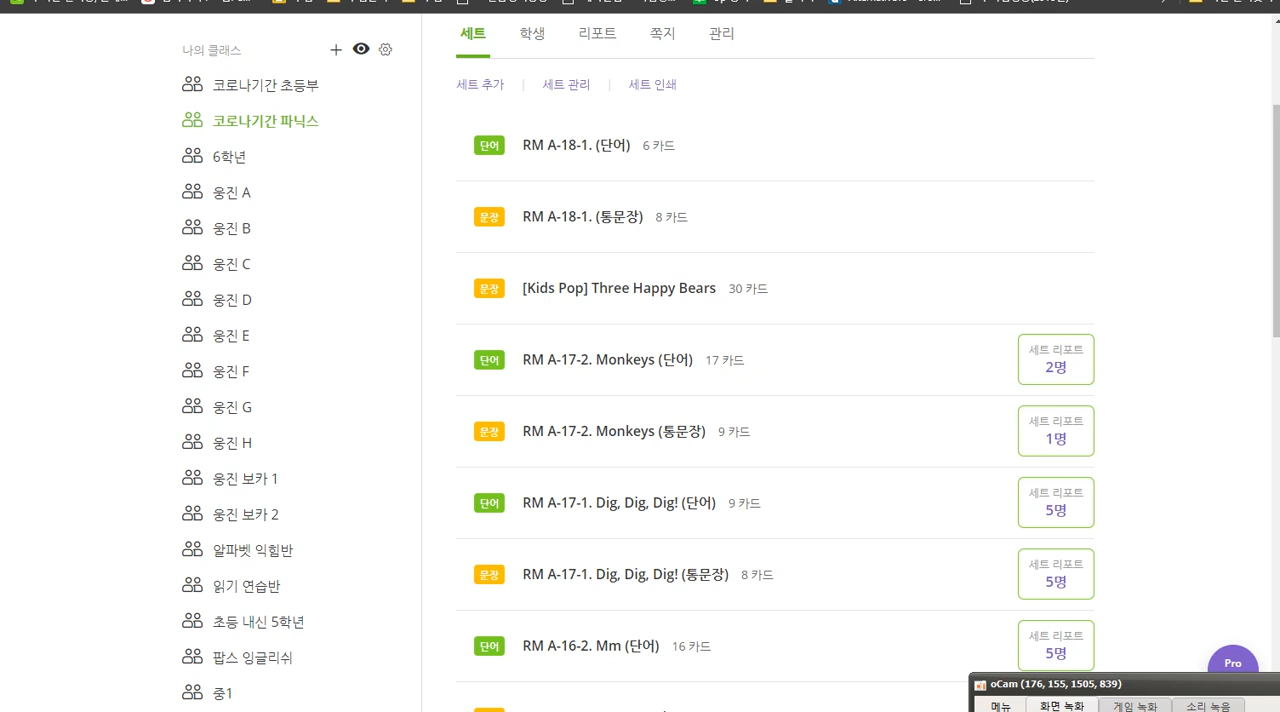 나의 클래스
코로나기간 초등부
코로나기간 파닉스
6학년
웅진 A
웅진 B
웅진 C
웅진 D
웅진 E
웅진 F
웅진 G
웅진 H
웅진 보카 1
웅진 보카 2
알파벳 익힘반
읽기 연습반
초등 내신 5학년
팝스 잉글리쉬
중1
세트 학생 리포트 쪽지 관리
세트 추가 | 세트 관리 | 세트 인쇄
단어 RM A-18-1. (단어) 6 카드
문장 RM A-18-1. (통문장) 8 카드
문장 [Kids Pop] Three Happy Bears 30 카드
단어 RM A-17-2. Monkeys (단어) 17 카드
세트 리포트
2명
문장 RM A-17-2. Monkeys (통문장) 9 카드
세트 리포트
1명
단어 RM A-17-1. Dig, Dig, Dig! (단어) 9 카드
세트 리포트
5명
문장 RM A-17-1. Dig, Dig, Dig! (통문장) 8 카드
세트 리포트
5명
단어 RM A-16-2. Mm (단어) 16 카드
세트 리포트
5명
Pro
oCam (176, 155, 1505, 839)
메뉴 화면 녹화 게임 녹화 소리 녹음